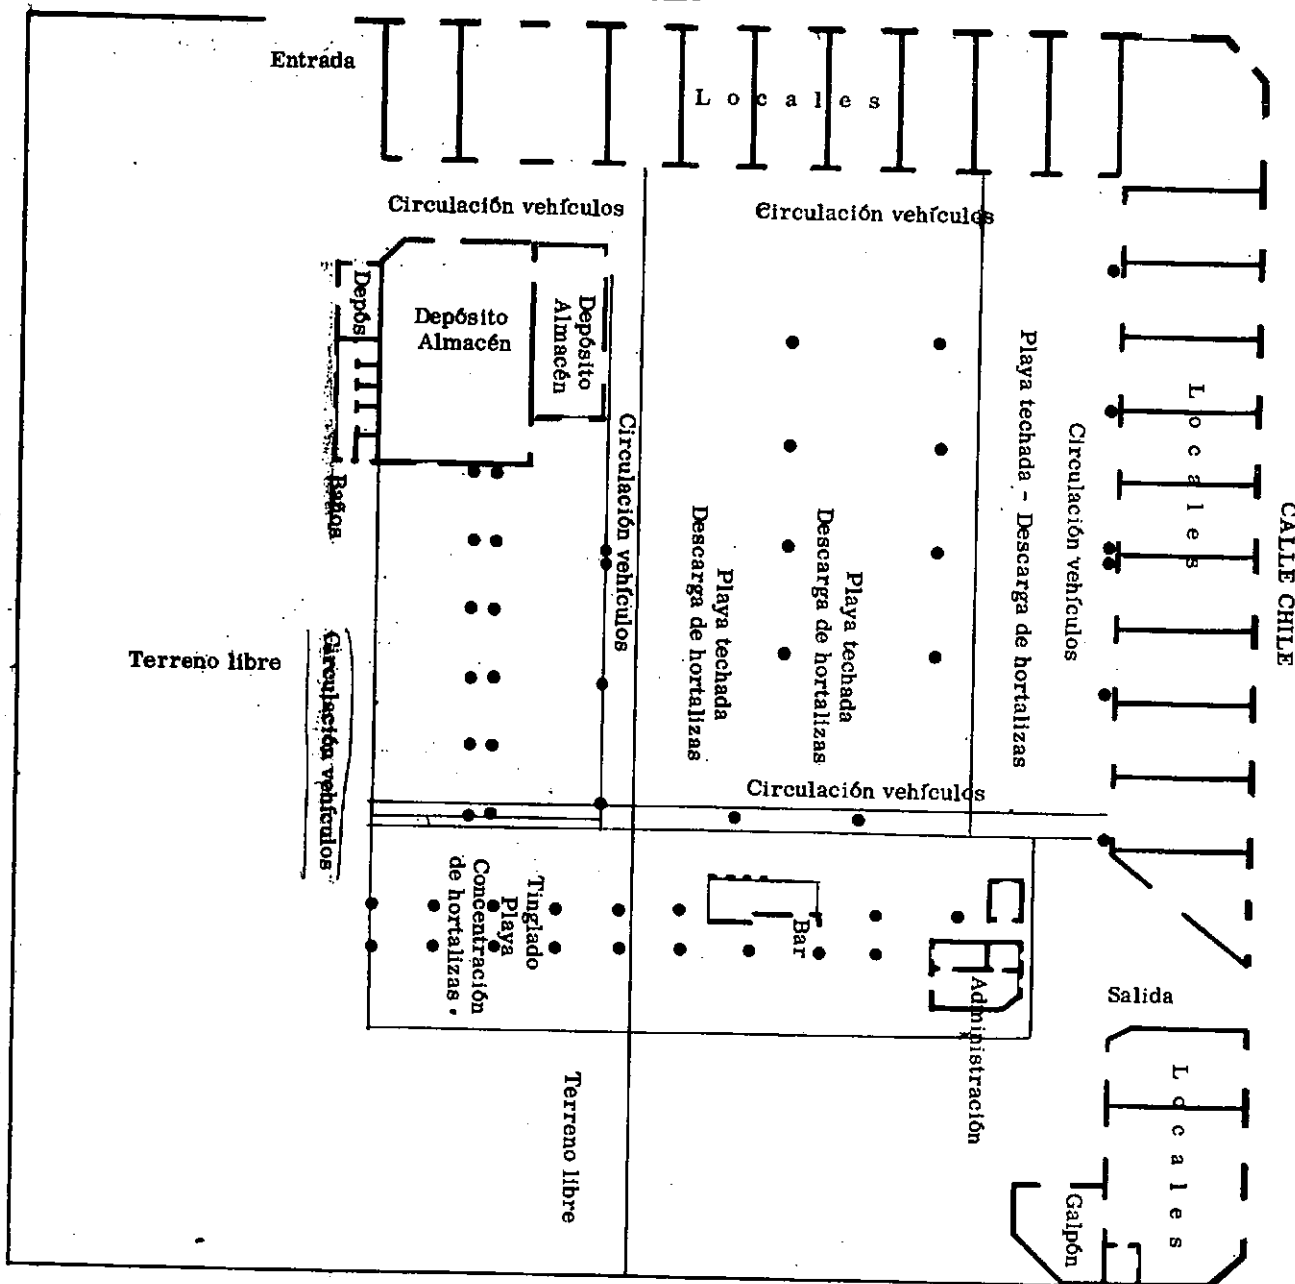 Entrada
L o c a l e s
Circulación vehículos
Circulación vehículos
Depós.
Depósito
Almacén
Depósito
Almacén
Baños
Circulación vehículos
Playa techada
Descarga de hortalizas
Playa techada
Descarga de hortalizas
Playa techada - Descarga de hortalizas
Circulación vehículos
L o c a l e s
CALLE CHILE
Terreno libre
Circulación vehículos
Circulación vehículos
Tinglado
Playa
Concentración
de hortalizas.
Bar
Administración
Salida
L o c a l e s
Terreno libre
Galpón